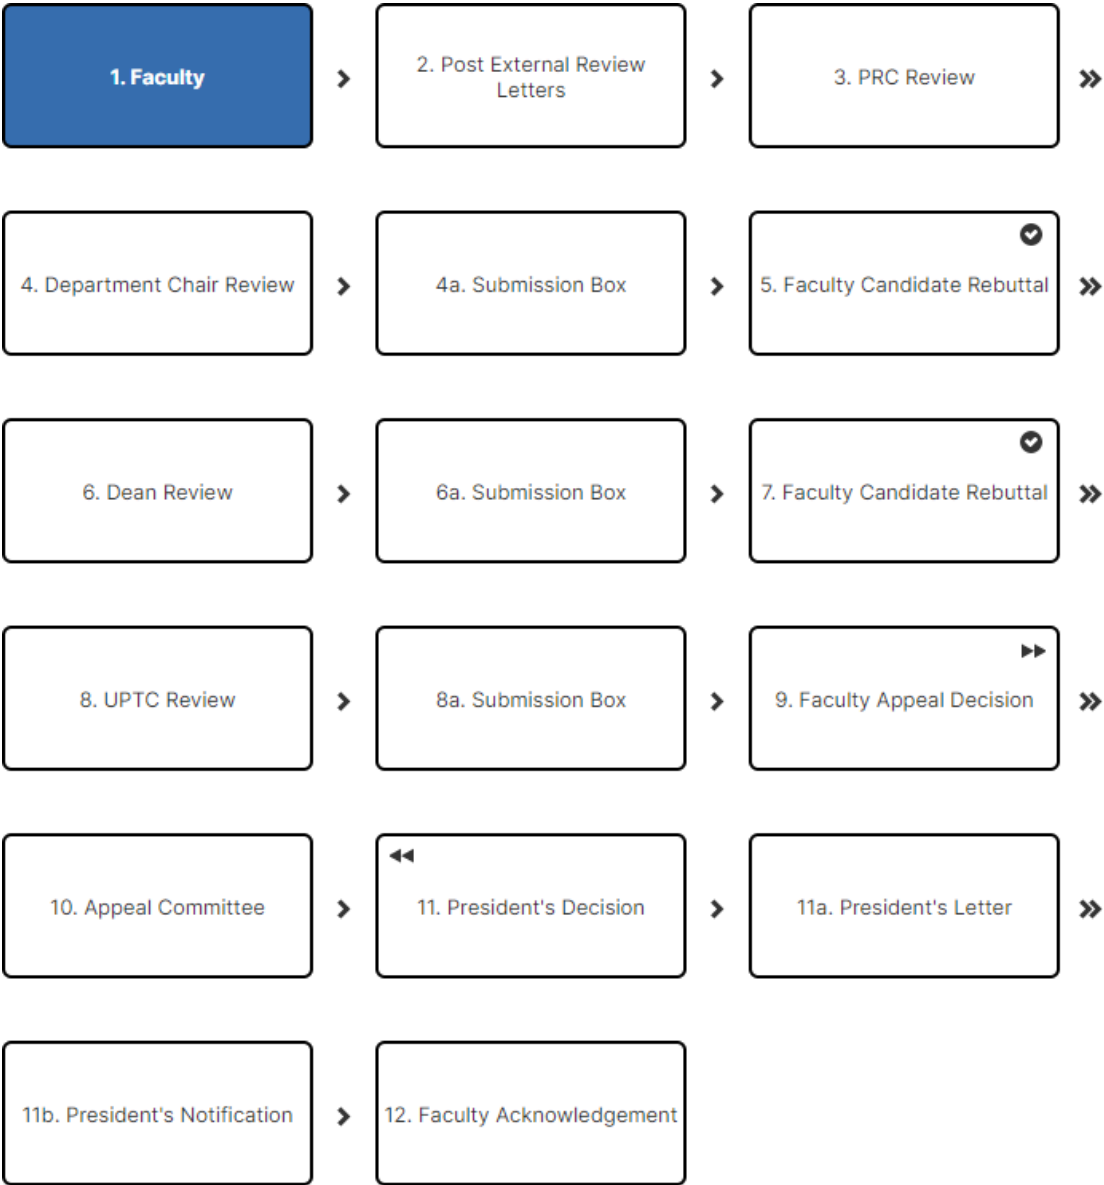 1. Faculty
2. Post External Review
Letters
3. PRC Review
4. Department Chair Review
4a. Submission Box
5. Faculty Candidate Rebuttal
6. Dean Review
6a. Submission Box
7. Faculty Candidate Rebuttal
8. UPTC Review
8a. Submission Box
9. Faculty Appeal Decision
10. Appeal Committee
11. President's Decision
11a. President's Letter
11b. President's Notification
12. Faculty Acknowledgement